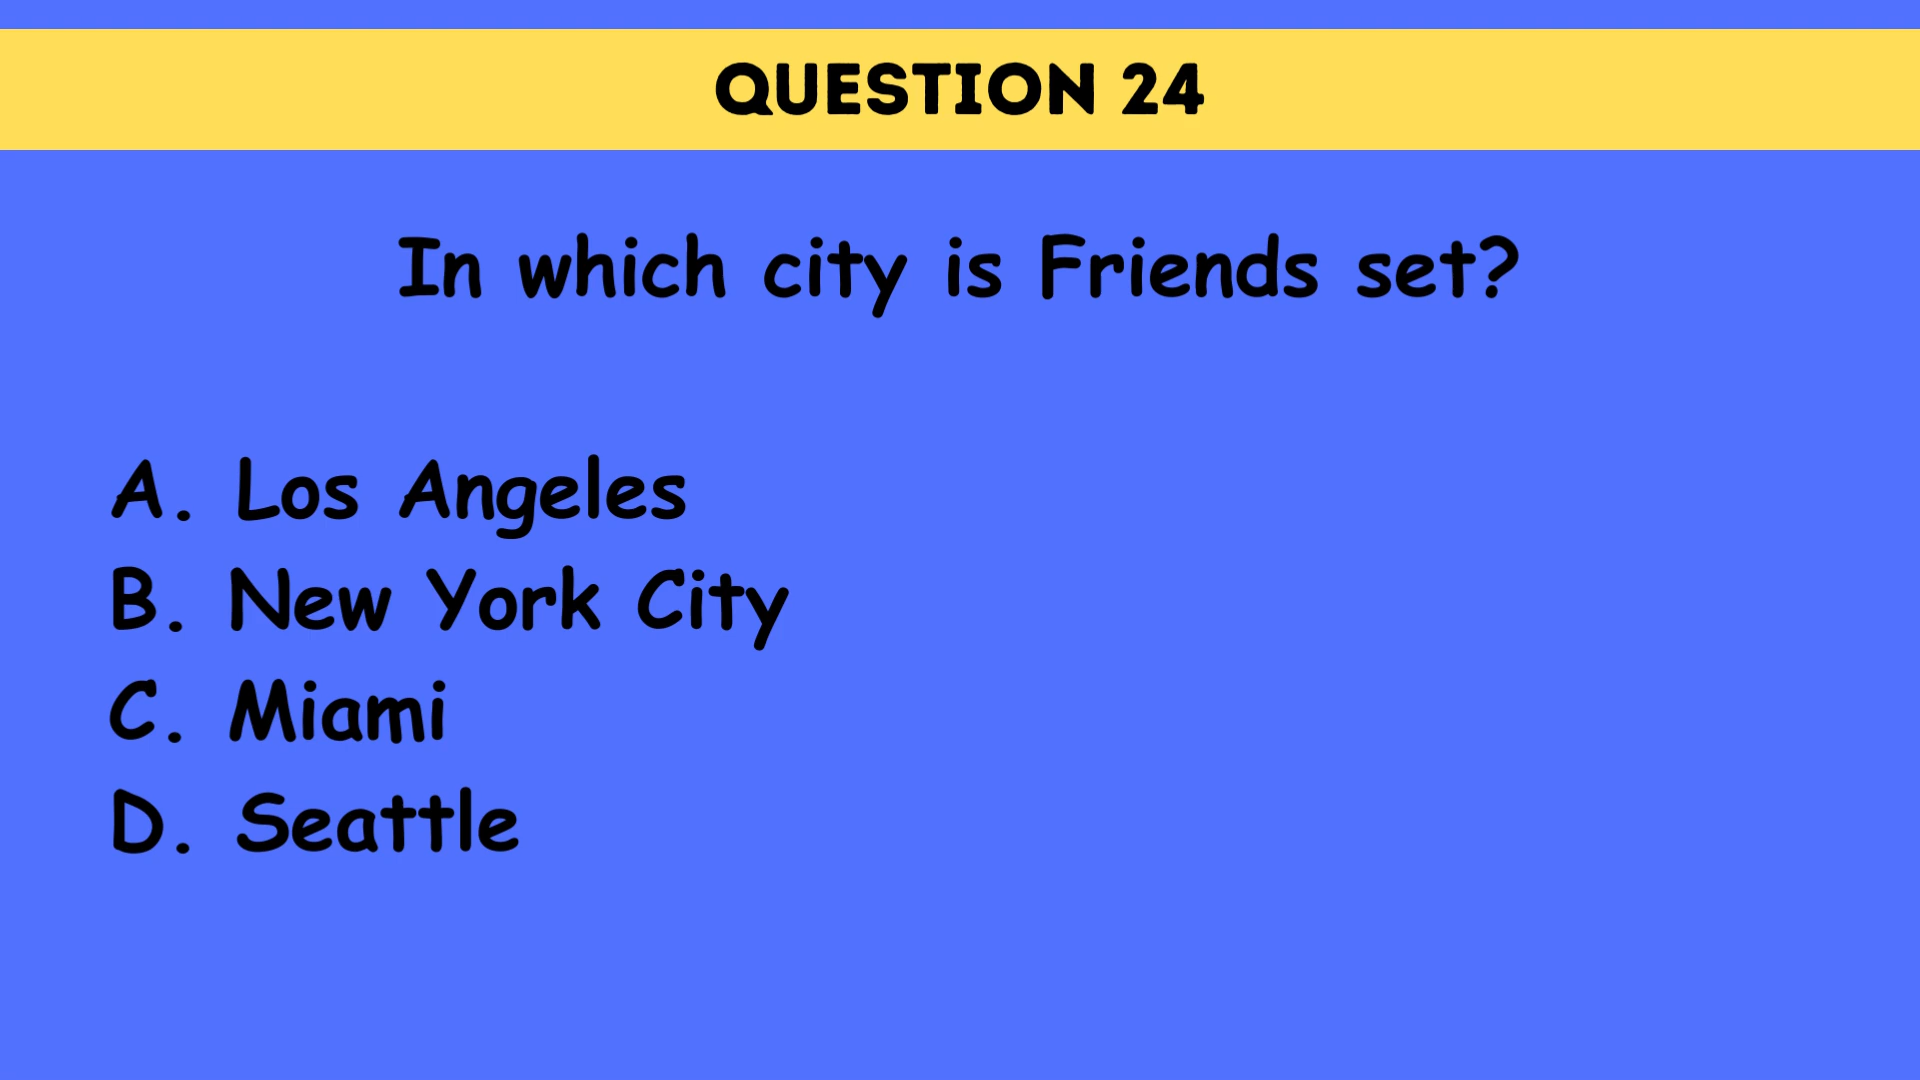 QUESTION 24
In which city is Friends set?
A. Los Angeles
B. New York City
C. Miami
D. Seattle